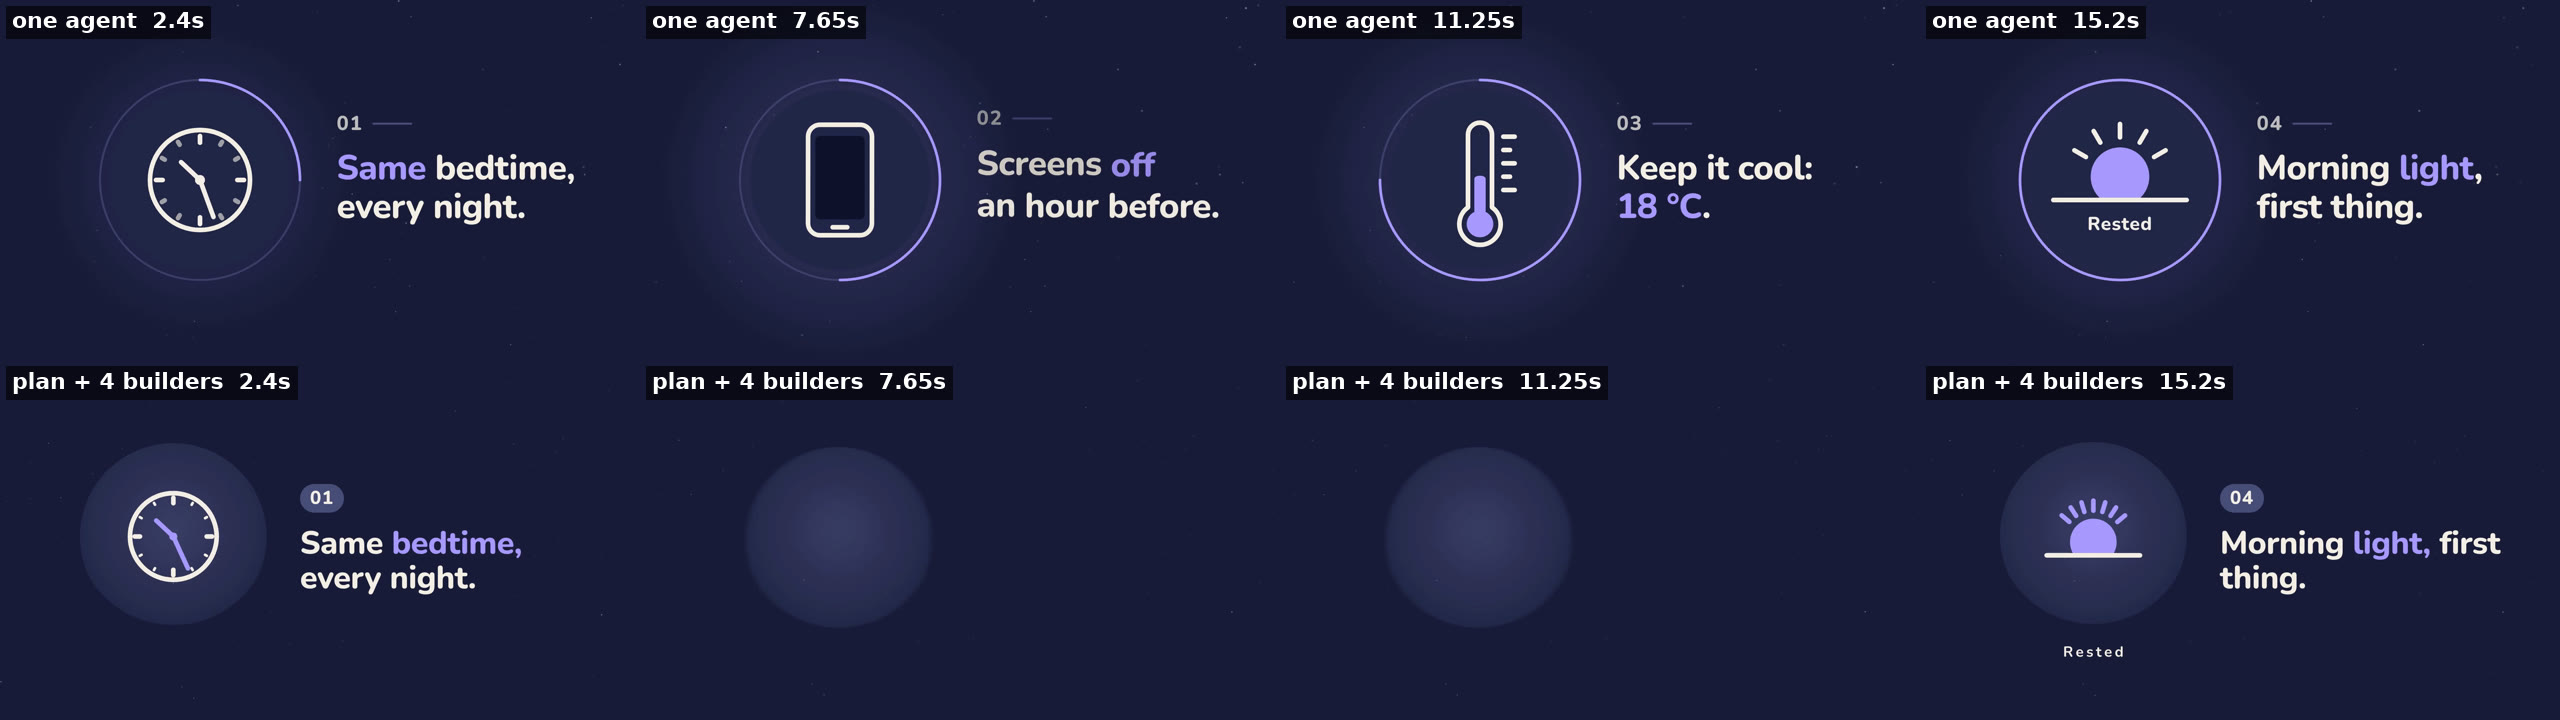 one agent 2.4s
01
Same bedtime,
every night.
one agent 7.65s
02
Screens off
an hour before.
one agent 11.25s
03
Keep it cool:
18 °C.
one agent 15.2s
04
Morning light,
first thing.
Rested
plan + 4 builders 2.4s
01
Same bedtime,
every night.
plan + 4 builders 7.65s
plan + 4 builders 11.25s
plan + 4 builders 15.2s
04
Morning light, first
thing.
Rested